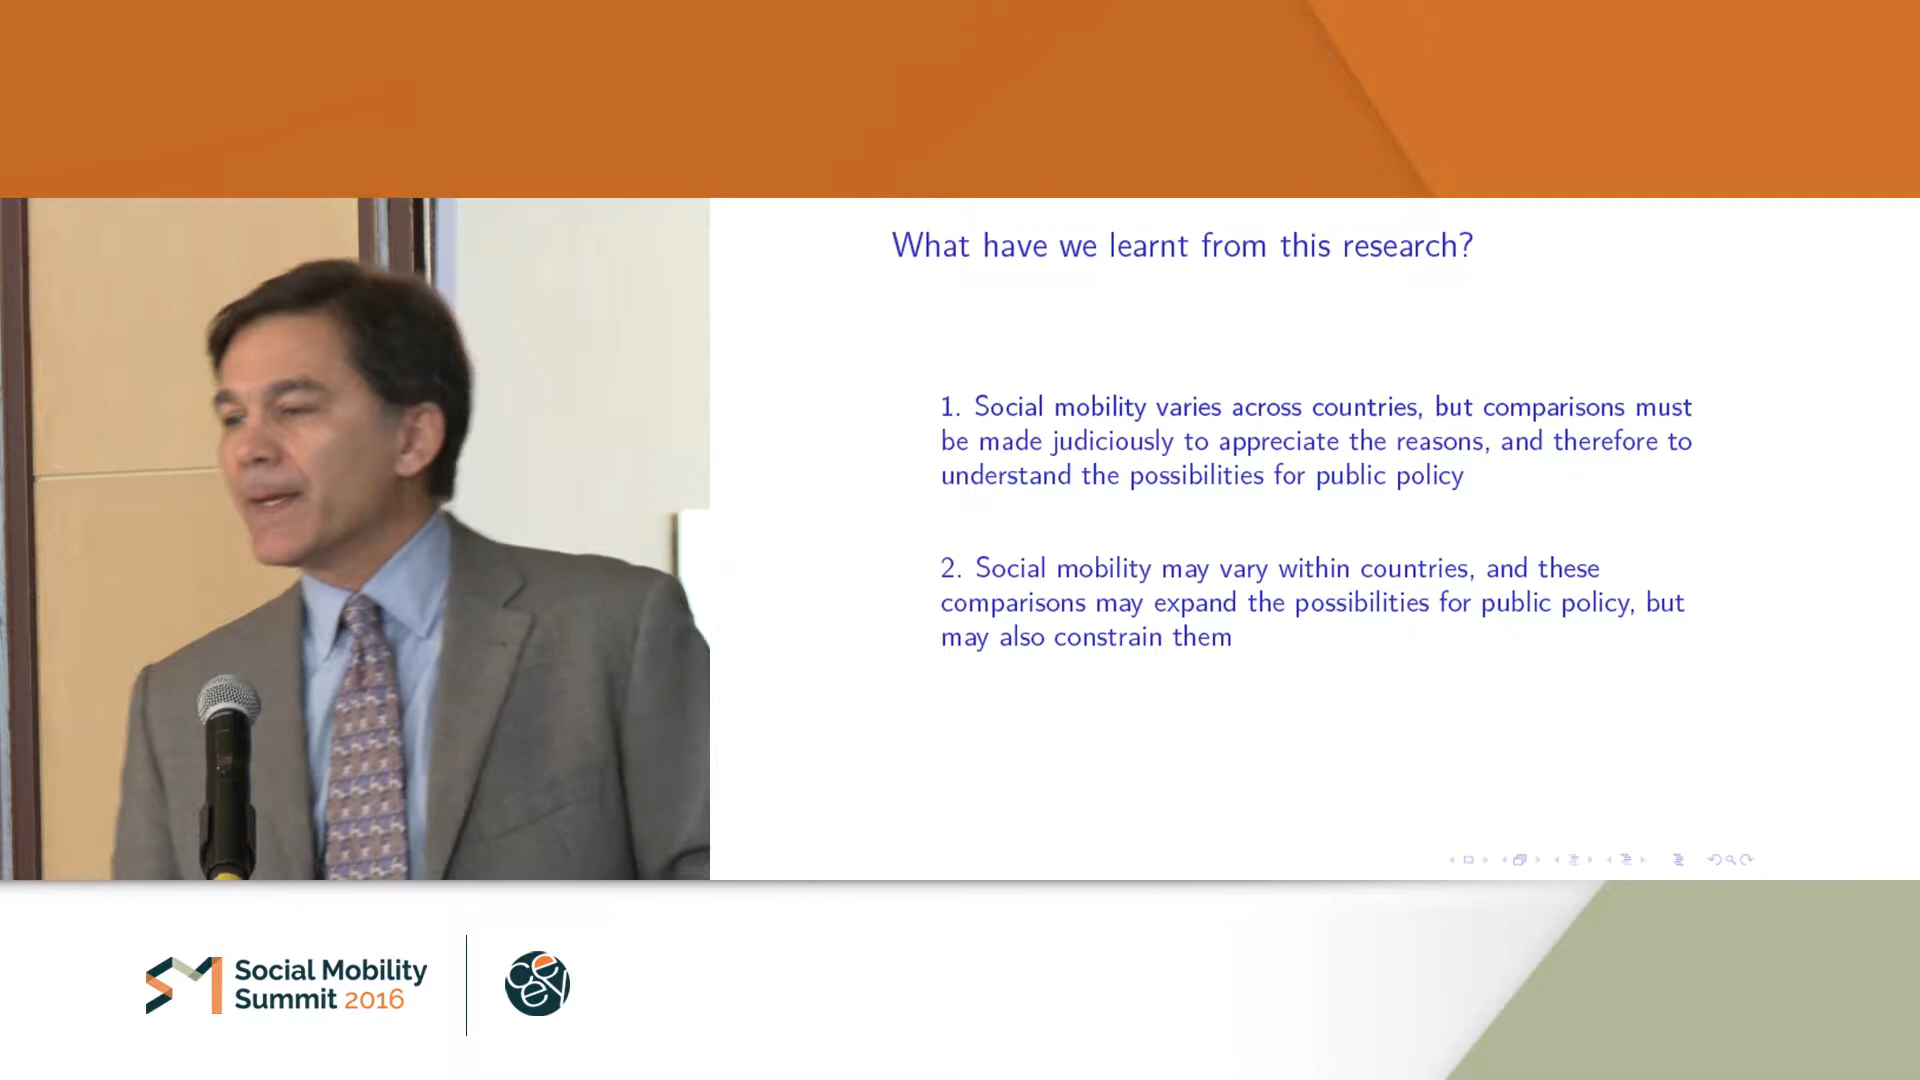 What have we learnt from this research?
1. Social mobility varies across countries, but comparisons must
be made judiciously to appreciate the reasons, and therefore to
understand the possibilities for public policy
2. Social mobility may vary within countries, and these
comparisons may expand the possibilities for public policy, but
may also constrain them
SM
Social Mobility
Summit 2016
ceey